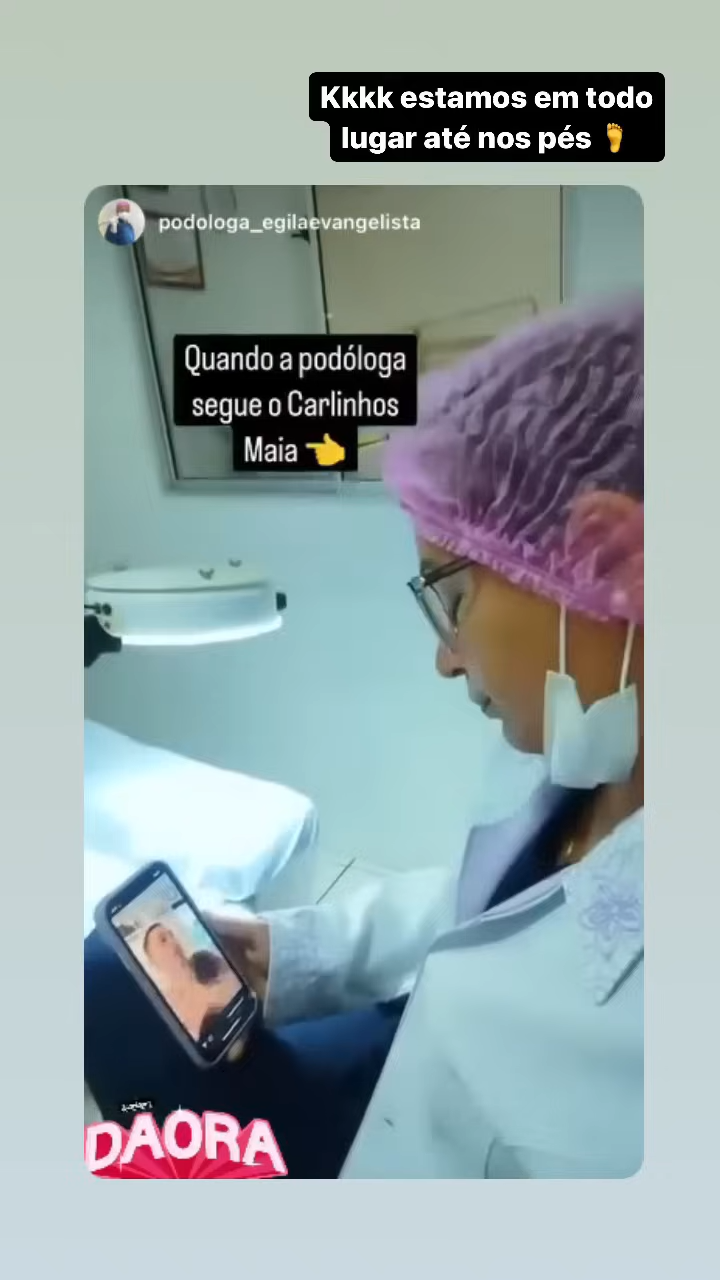 Kkkk estamos em todo
lugar até nos pés 🦶
podologa_egilaevangelista
Quando a podóloga
segue o Carlinhos
Maia 👈
DAORA